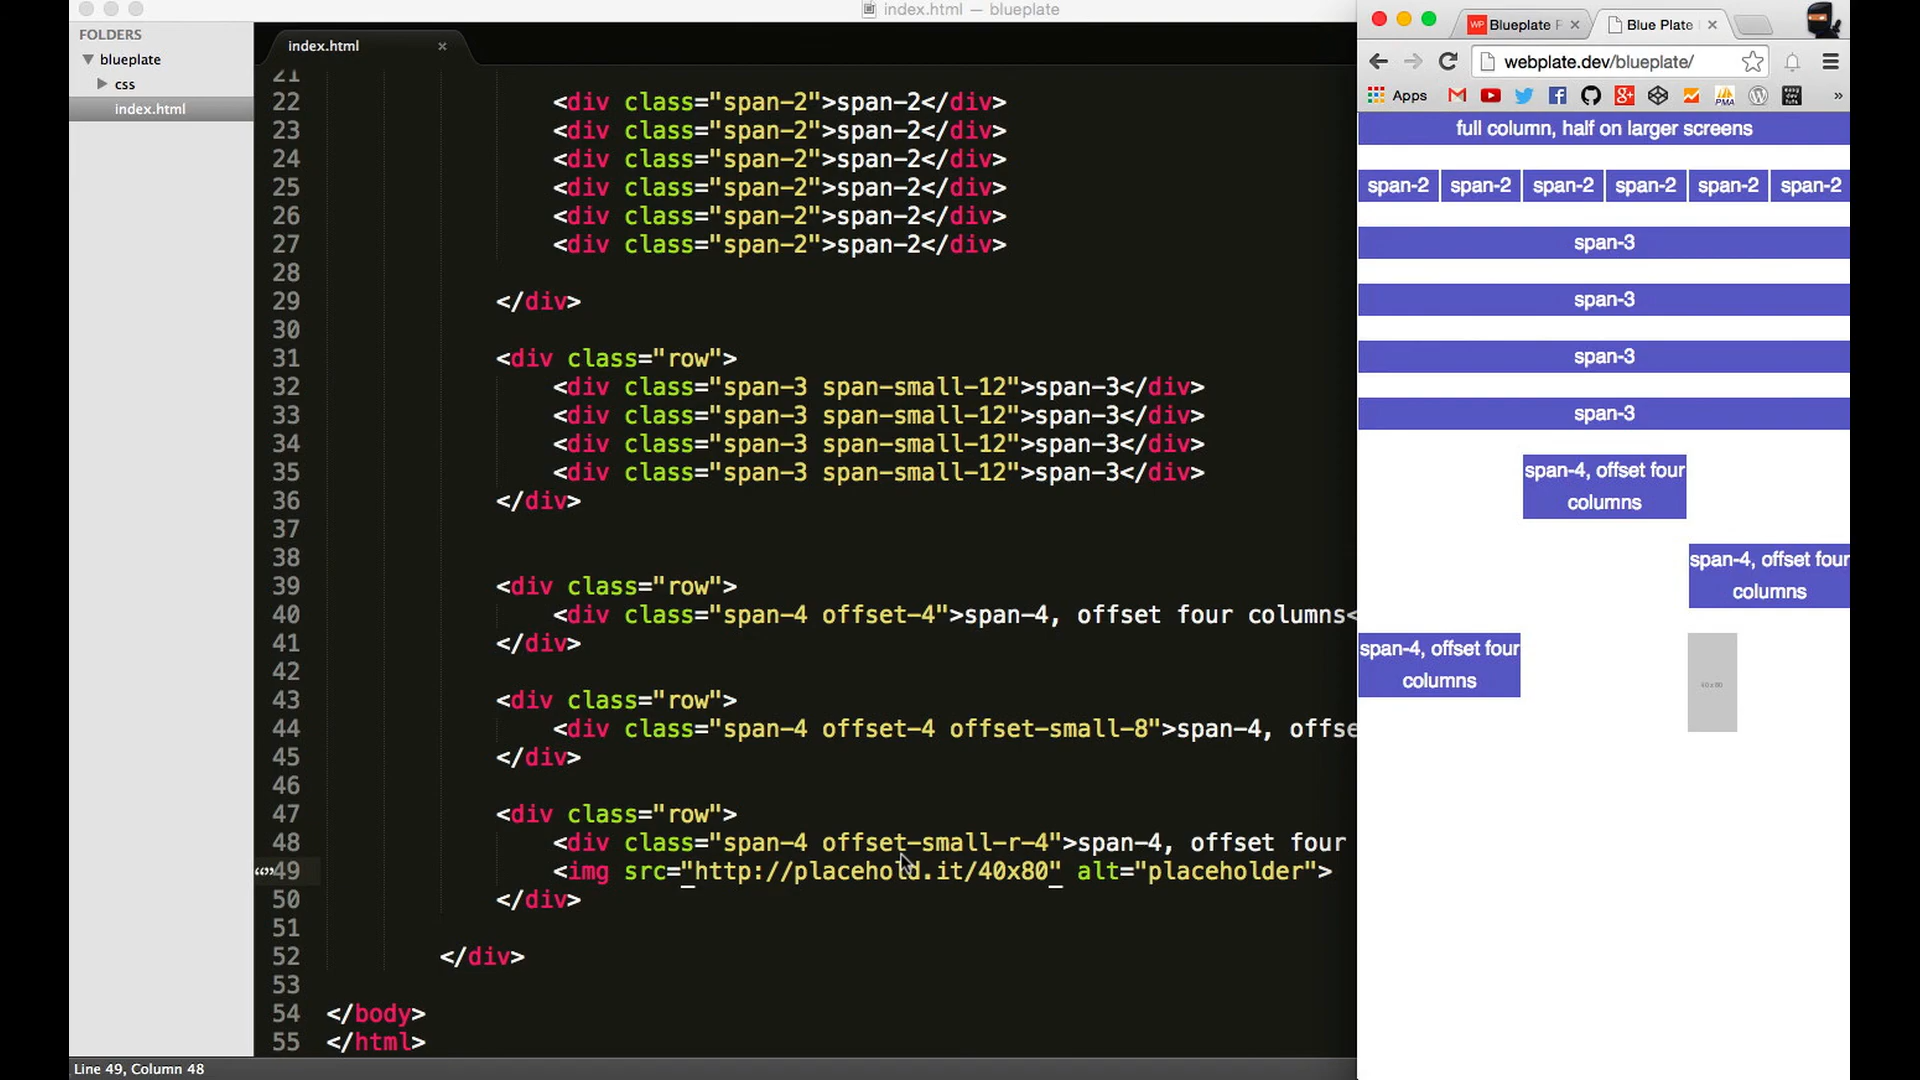 index.html — blueplate
FOLDERS
blueplate
css
index.html
index.html
21
22 <div class="span-2">span-2</div>
23 <div class="span-2">span-2</div>
24 <div class="span-2">span-2</div>
25 <div class="span-2">span-2</div>
26 <div class="span-2">span-2</div>
27 <div class="span-2">span-2</div>
28
29 </div>
30
31 <div class="row">
32 <div class="span-3 span-small-12">span-3</div>
33 <div class="span-3 span-small-12">span-3</div>
34 <div class="span-3 span-small-12">span-3</div>
35 <div class="span-3 span-small-12">span-3</div>
36 </div>
37
38
39 <div class="row">
40 <div class="span-4 offset-4">span-4, offset four columns<
41 </div>
42
43 <div class="row">
44 <div class="span-4 offset-4 offset-small-8">span-4, offse
45 </div>
46
47 <div class="row">
48 <div class="span-4 offset-small-r-4">span-4, offset four
49 <img src="http://placehold.it/40x80" alt="placeholder">
50 </div>
51
52 </div>
53
54 </body>
55 </html>
Line 49, Column 48
WP Blueplate F
Blue Plate
webplate.dev/blueplate/
Apps
PMA
»
full column, half on larger screens
span-2 span-2 span-2 span-2 span-2 span-2
span-3
span-3
span-3
span-3
span-4, offset four
columns
span-4, offset four
columns
span-4, offset four
columns
40 x 80